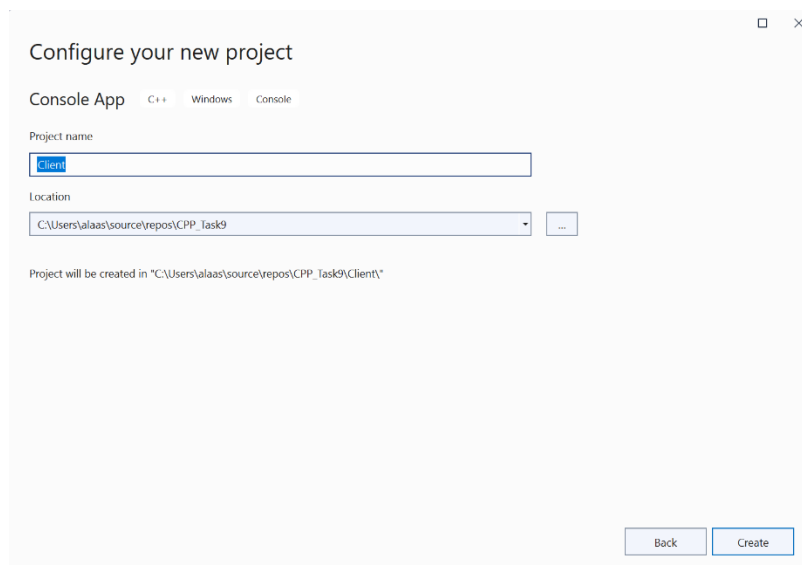 Configure your new project
Console App C++ Windows Console
Project name
Client
Location
C:\Users\alaas\source\repos\CPP_Task9
...
Project will be created in "C:\Users\alaas\source\repos\CPP_Task9\Client\"
Back Create